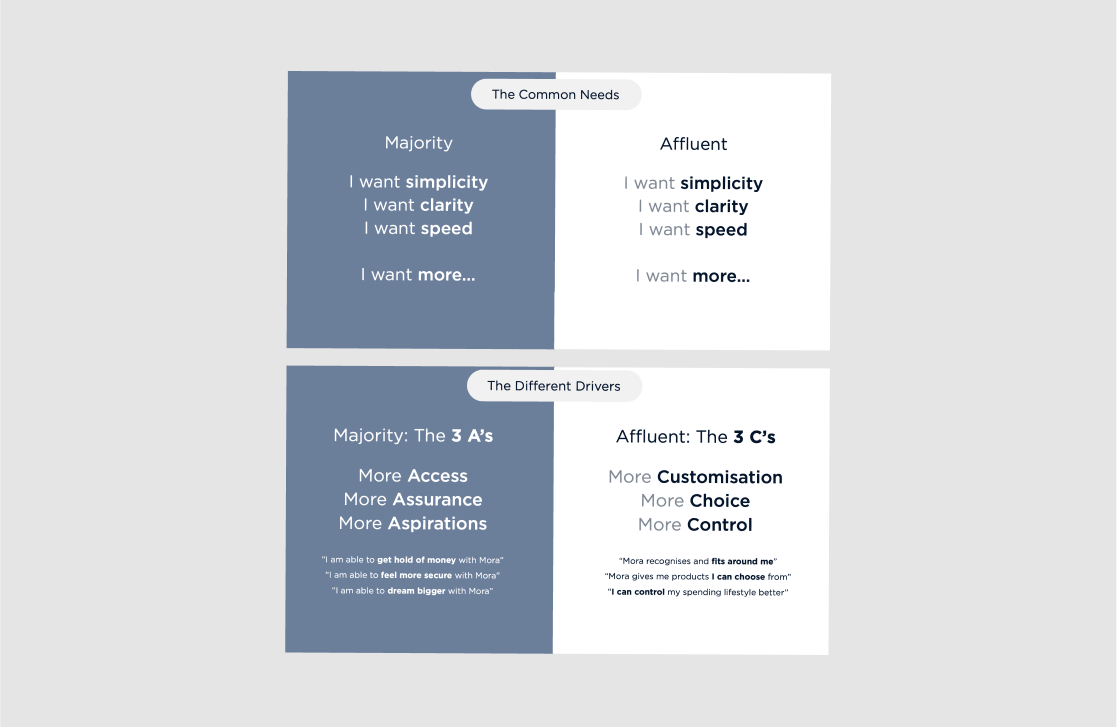 The Common Needs
Majority
I want simplicity
I want clarity
I want speed
I want more...
Affluent
I want simplicity
I want clarity
I want speed
I want more...
The Different Drivers
Majority: The 3 A's
More Access
More Assurance
More Aspirations
"I am able to get hold of money with Mora"
"I am able to feel more secure with Mora"
"I am able to dream bigger with Mora"
Affluent: The 3 C's
More Customisation
More Choice
More Control
"Mora recognises and fits around me"
"Mora gives me products I can choose from"
"I can control my spending lifestyle better"